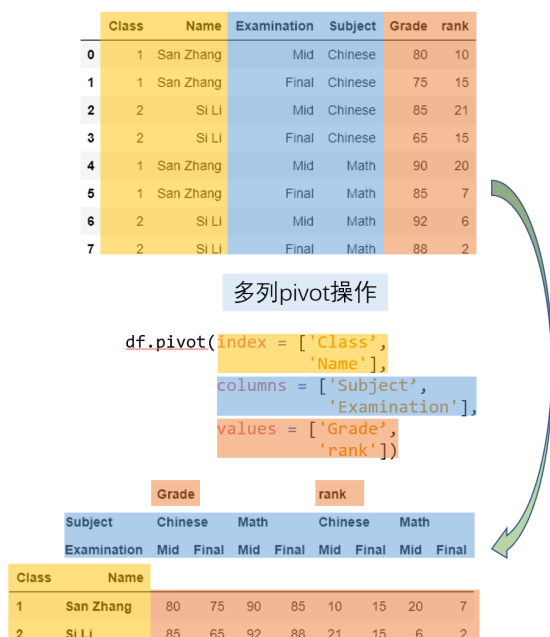 Class Name Examination Subject Grade rank
0 1 San Zhang Mid Chinese 80 10
1 1 San Zhang Final Chinese 75 15
2 2 Si Li Mid Chinese 85 21
3 2 Si Li Final Chinese 65 15
4 1 San Zhang Mid Math 90 20
5 1 San Zhang Final Math 85 7
6 2 Si Li Mid Math 92 6
7 2 Si Li Final Math 88 2
多列pivot操作
df.pivot(index = ['Class’,
'Name'],
columns = ['Subject’,
'Examination'],
values = ['Grade’,
'rank'])
Grade rank
Subject Chinese Math Chinese Math
Examination Mid Final Mid Final Mid Final Mid Final
Class Name
1 San Zhang 80 75 90 85 10 15 20 7
2 Si Li 85 65 92 88 21 15 6 2